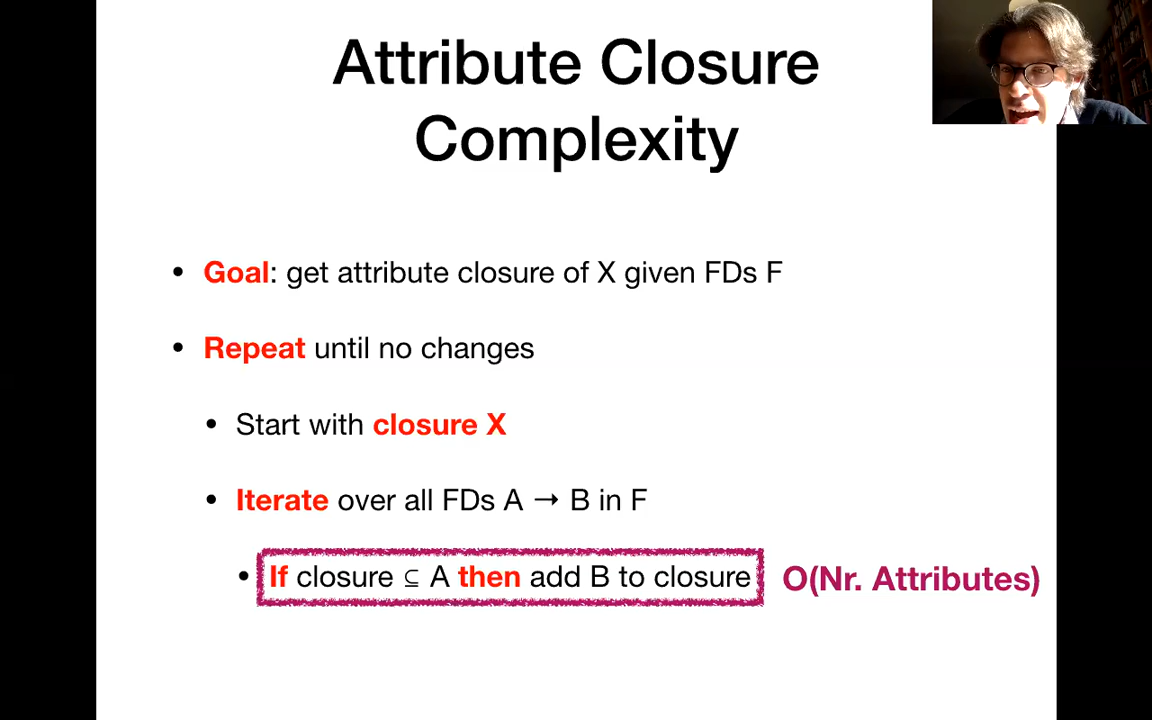 Attribute Closure
Complexity
• Goal: get attribute closure of X given FDs F
• Repeat until no changes
• Start with closure X
• Iterate over all FDs A → B in F
• If closure ⊆ A then add B to closure O(Nr. Attributes)